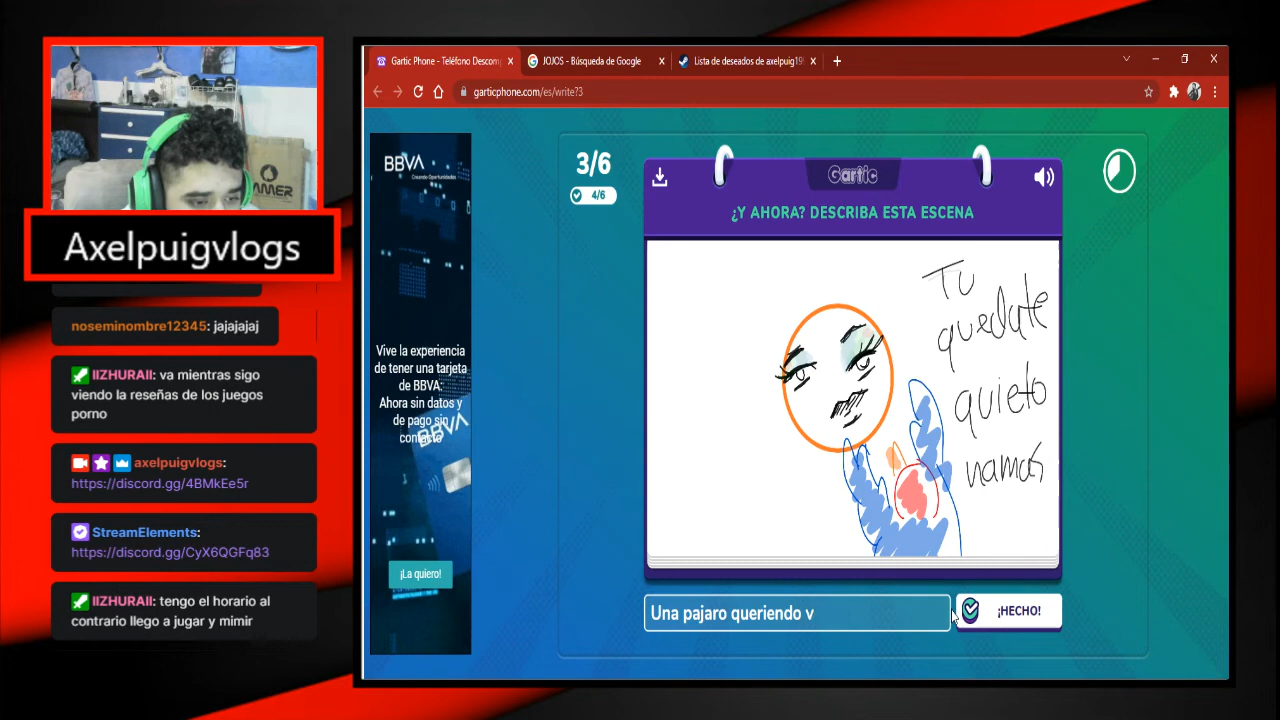 Gartic Phone - Teléfono Descom
JOJOS - Búsqueda de Google
Lista de deseados de axelpuig19
garticphone.com/es/write?3
Axelpuigvlogs
noseminombre12345: jajajajaj
IIZHURAII: va mientras sigo
viendo la reseñas de los juegos
porno
axelpuigvlogs:
https://discord.gg/4BMkEe5r
StreamElements:
https://discord.gg/CyX6QGFq83
IIZHURAII: tengo el horario al
contrario llego a jugar y mimir
BBVA
Creando Oportunidades
Vive la experiencia
de tener una tarjeta
de BBVA:
Ahora sin datos y
de pago sin
contacto
BBVA
¡La quiero!
3/6
4/6
Gartic
¿Y AHORA? DESCRIBA ESTA ESCENA
Tu
quedate
quieto
namas
Una pajaro queriendo v
¡HECHO!